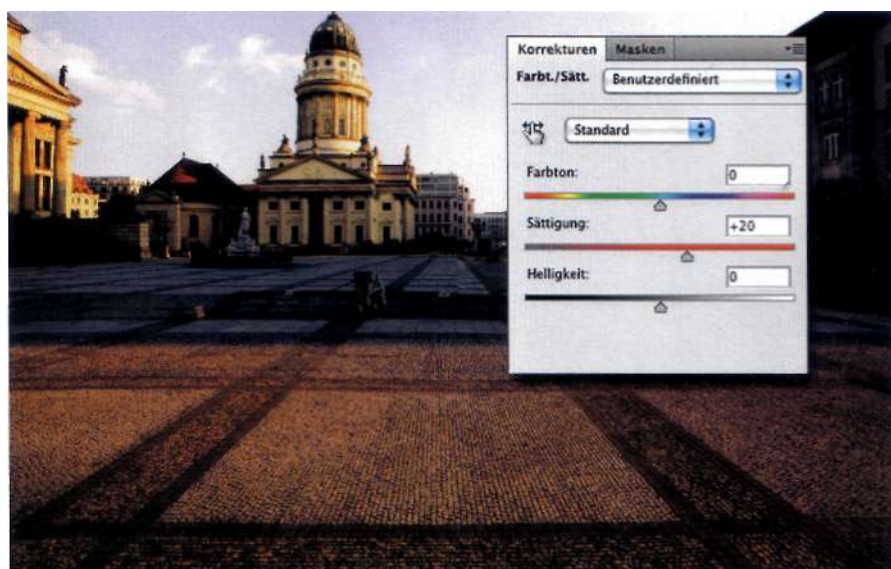 Korrekturen Masken
Farbt./Sätt. Benutzerdefiniert
Standard
Farbton: 0
Sättigung: +20
Helligkeit: 0